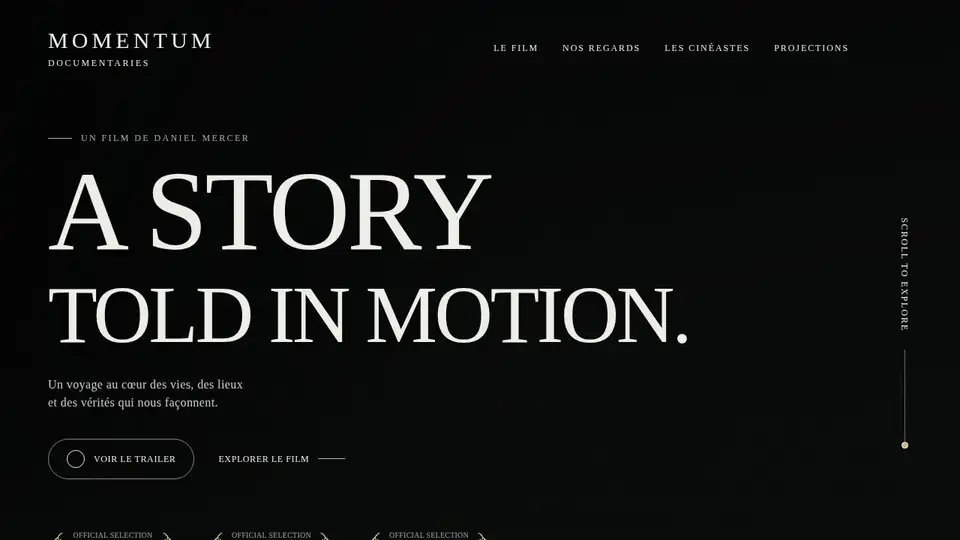 MOMENTUM
DOCUMENTARIES
LE FILM
NOS REGARDS
LES CINÉASTES
PROJECTIONS
UN FILM DE DANIEL MERCER
A STORY
TOLD IN MOTION.
Un voyage au cœur des vies, des lieux
et des vérités qui nous façonnent.
VOIR LE TRAILER
EXPLORER LE FILM
SCROLL TO EXPLORE
OFFICIAL SELECTION
OFFICIAL SELECTION
OFFICIAL SELECTION